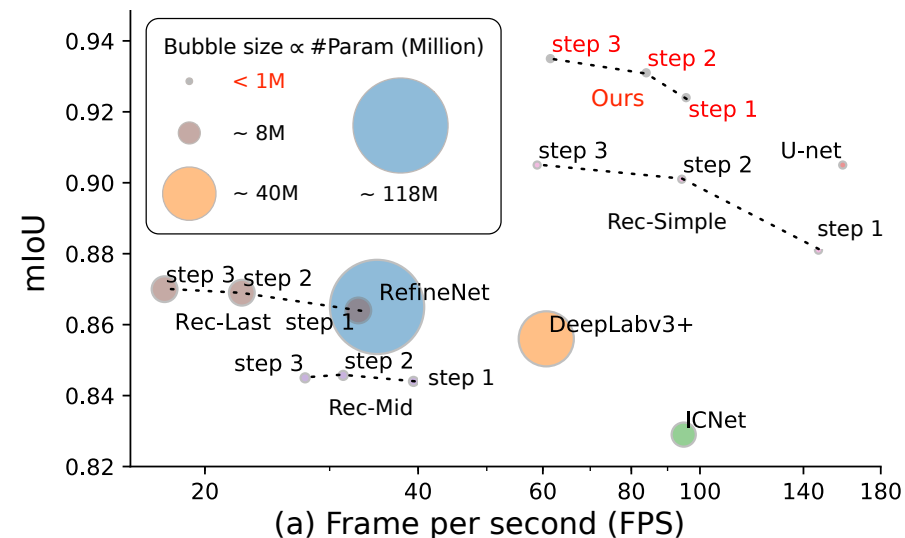 Bubble size ∝ #Param (Million)
< 1M
~ 8M
~ 40M
~ 118M
mIoU
0.94
0.92
0.90
0.88
0.86
0.84
0.82
step 3
step 2
step 1
Ours
step 3
step 2
step 1
Rec-Simple
U-net
step 3
step 2
step 1
Rec-Last
RefineNet
step 3
step 2
step 1
Rec-Mid
DeepLabv3+
ICNet
20
40
60
80
100
140
180
(a) Frame per second (FPS)